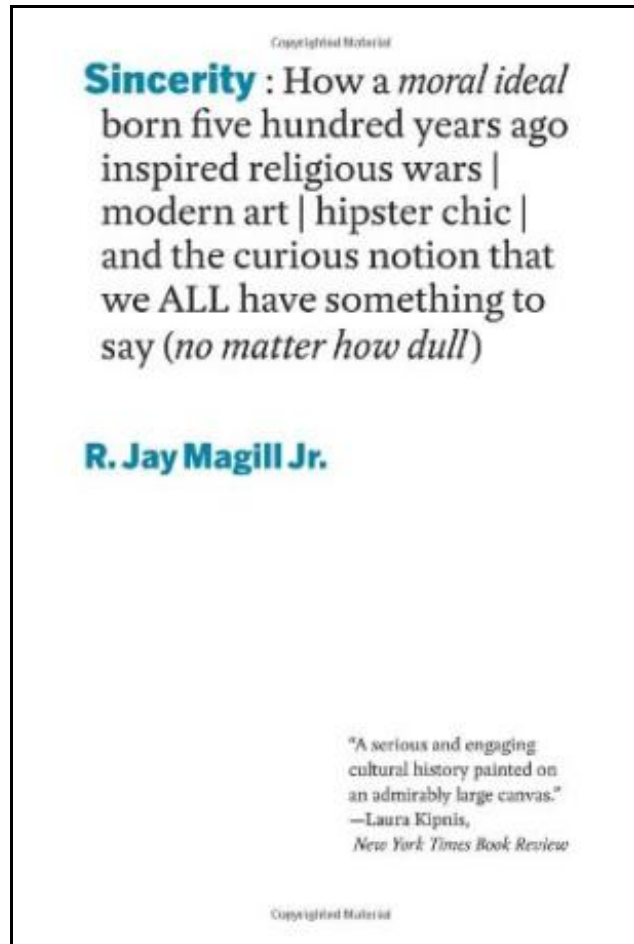 Copyrighted Material
Sincerity : How a moral ideal
born five hundred years ago
inspired religious wars |
modern art | hipster chic |
and the curious notion that
we ALL have something to
say (no matter how dull)
R. Jay Magill Jr.
“A serious and engaging
cultural history painted on
an admirably large canvas.”
—Laura Kipnis,
New York Times Book Review
Copyrighted Material